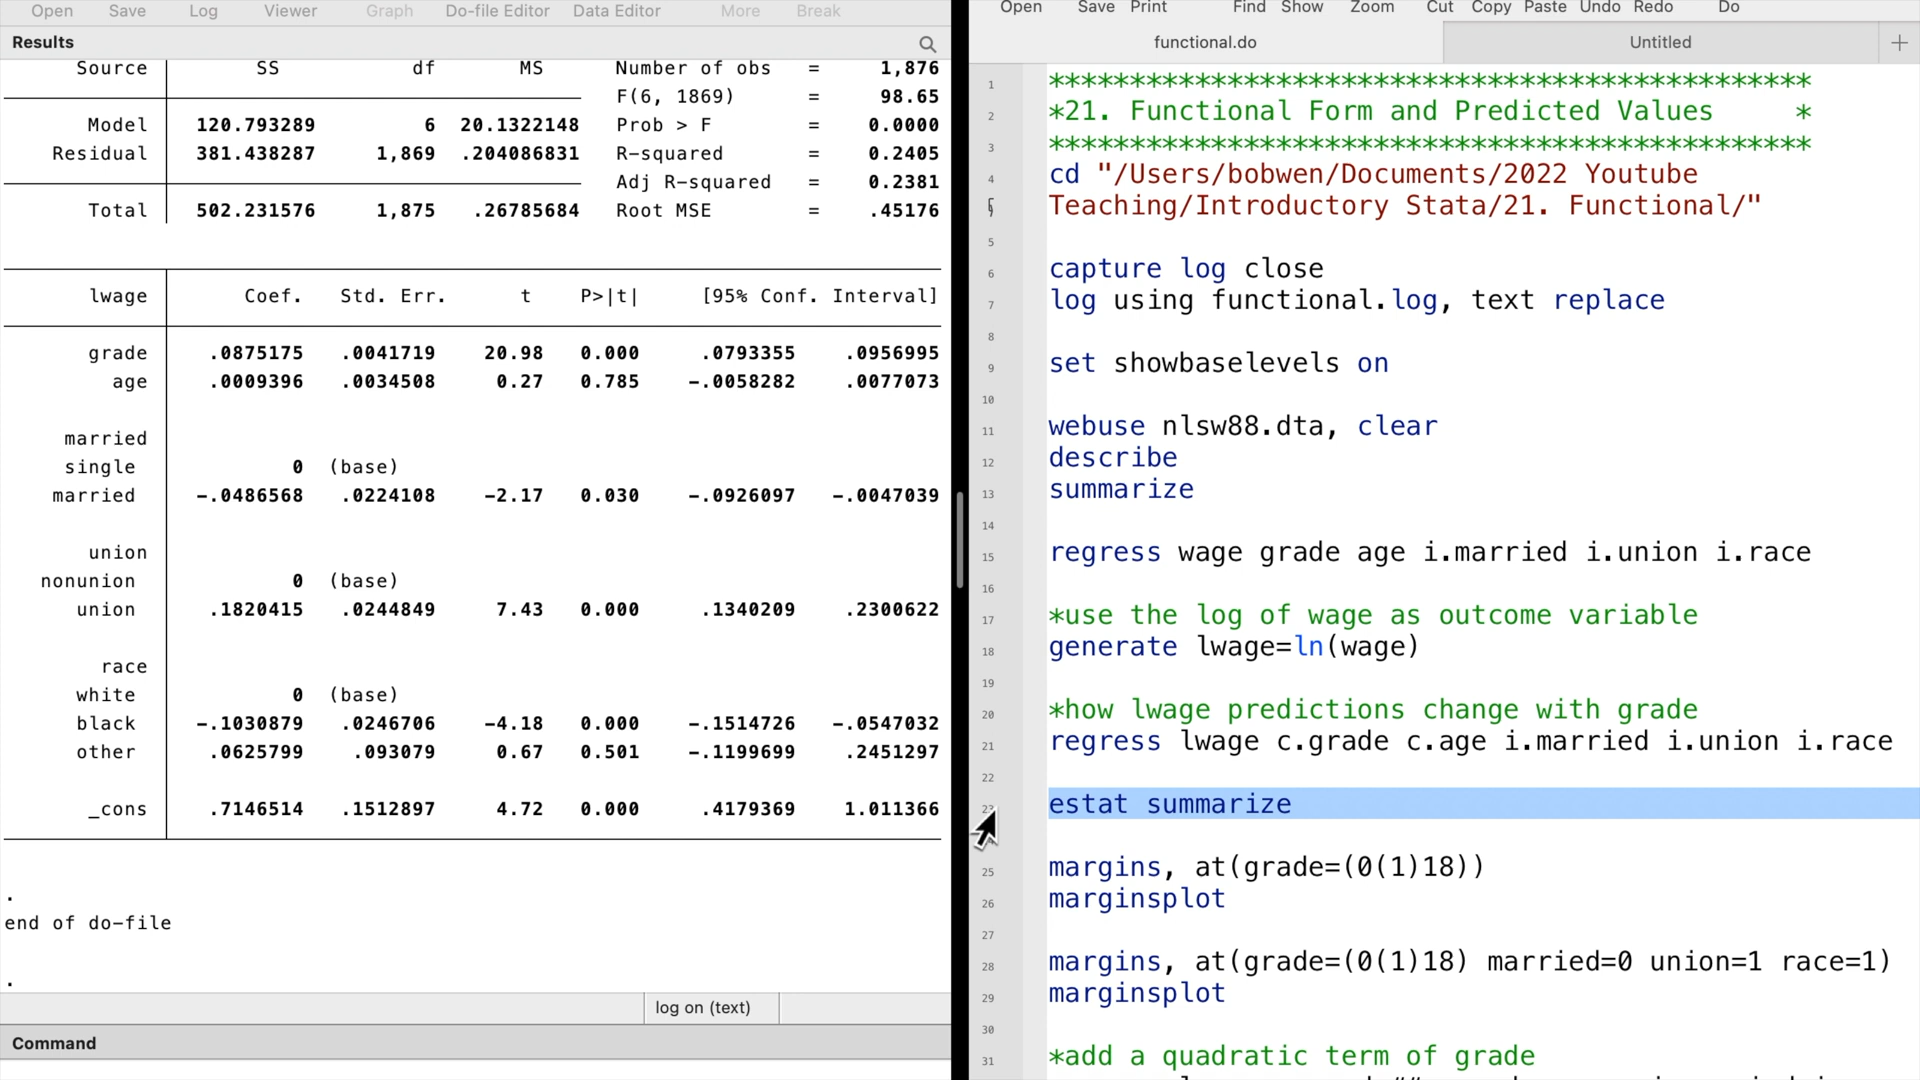 Open Save Log Viewer Graph Do-file Editor Data Editor More Break
Results
Source SS df MS Number of obs = 1,876
F(6, 1869) = 98.65
Model 120.793289 6 20.1322148 Prob > F = 0.0000
Residual 381.438287 1,869 .204086831 R-squared = 0.2405
Adj R-squared = 0.2381
Total 502.231576 1,875 .26785684 Root MSE = .45176
lwage Coef. Std. Err. t P>|t| [95% Conf. Interval]
grade .0875175 .0041719 20.98 0.000 .0793355 .0956995
age .0009396 .0034508 0.27 0.785 -.0058282 .0077073
married
single 0 (base)
married -.0486568 .0224108 -2.17 0.030 -.0926097 -.0047039
union
nonunion 0 (base)
union .1820415 .0244849 7.43 0.000 .1340209 .2300622
race
white 0 (base)
black -.1030879 .0246706 -4.18 0.000 -.1514726 -.0547032
other .0625799 .093079 0.67 0.501 -.1199699 .2451297
_cons .7146514 .1512897 4.72 0.000 .4179369 1.011366
.
end of do-file
.
log on (text)
Command
Open Save Print Find Show Zoom Cut Copy Paste Undo Redo Do
functional.do Untitled
1 ***********************************************
2 *21. Functional Form and Predicted Values *
3 ***********************************************
4 cd "/Users/bobwen/Documents/2022 Youtube
Teaching/Introductory Stata/21. Functional/"
5
6 capture log close
7 log using functional.log, text replace
8
9 set showbaselevels on
10
11 webuse nlsw88.dta, clear
12 describe
13 summarize
14
15 regress wage grade age i.married i.union i.race
16
17 *use the log of wage as outcome variable
18 generate lwage=ln(wage)
19
20 *how lwage predictions change with grade
21 regress lwage c.grade c.age i.married i.union i.race
22
23 estat summarize
25 margins, at(grade=(0(1)18))
26 marginsplot
27
28 margins, at(grade=(0(1)18) married=0 union=1 race=1)
29 marginsplot
30
31 *add a quadratic term of grade